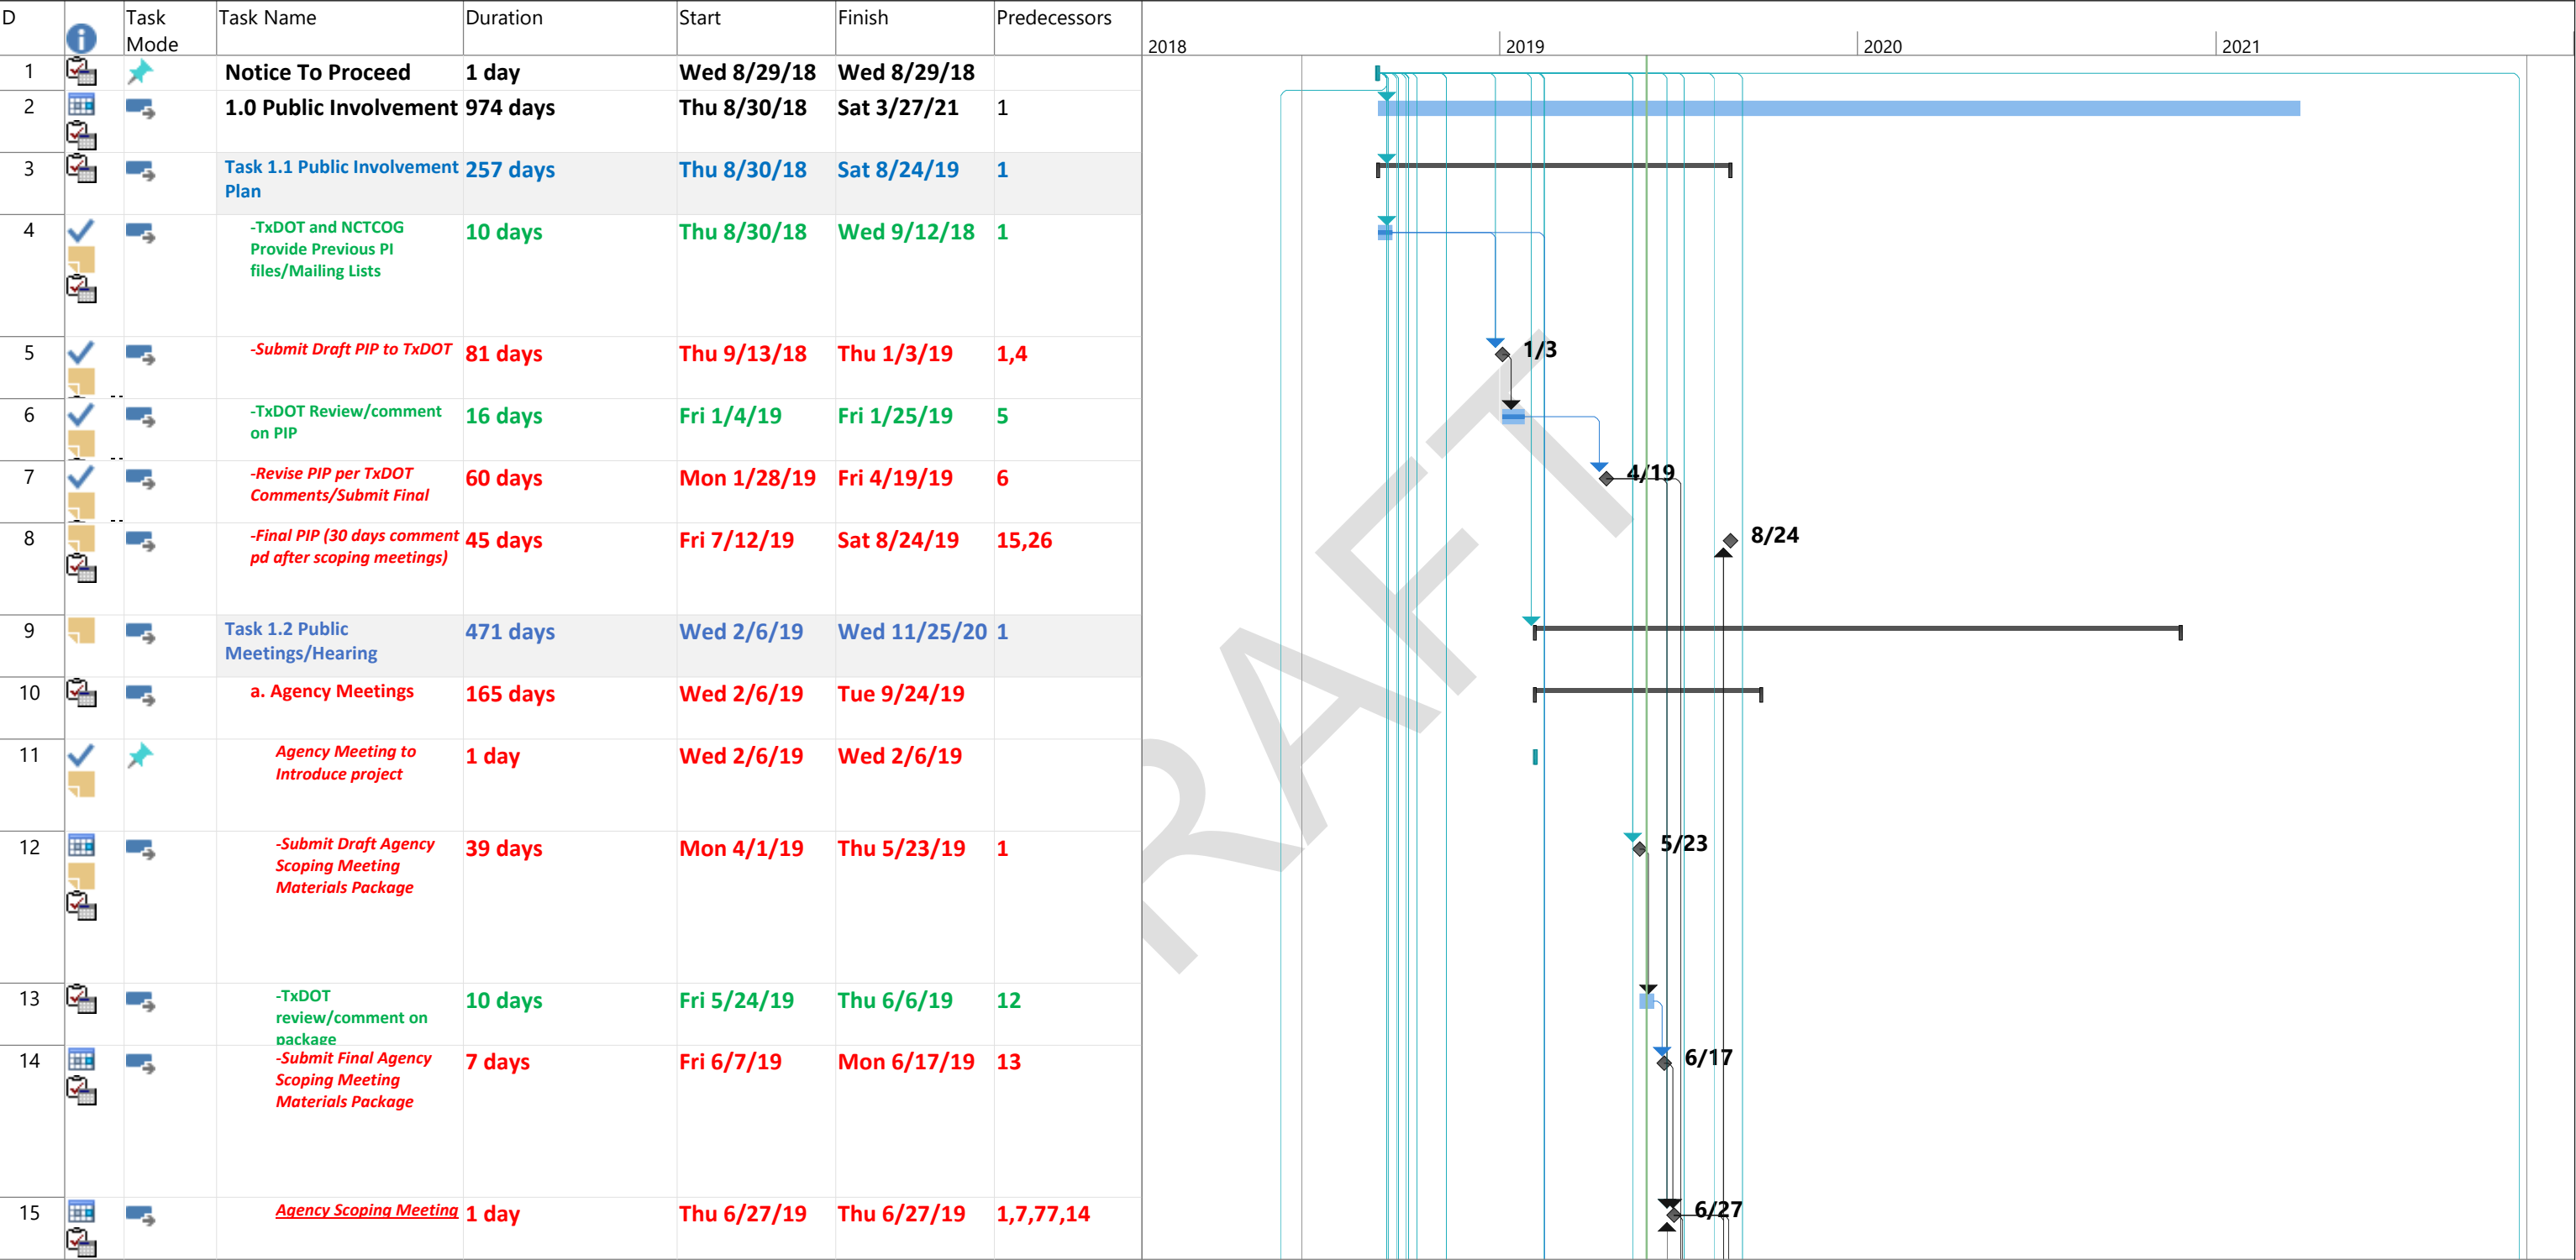 D Task Mode Task Name Duration Start Finish Predecessors
2018 2019 2020 2021
1 Notice To Proceed 1 day Wed 8/29/18 Wed 8/29/18
2 1.0 Public Involvement 974 days Thu 8/30/18 Sat 3/27/21 1
3 Task 1.1 Public Involvement 257 days Thu 8/30/18 Sat 8/24/19 1
Plan
4 -TxDOT and NCTCOG 10 days Thu 8/30/18 Wed 9/12/18 1
Provide Previous PI
files/Mailing Lists
5 -Submit Draft PIP to TxDOT 81 days Thu 9/13/18 Thu 1/3/19 1,4 1/3
6 -TxDOT Review/comment 16 days Fri 1/4/19 Fri 1/25/19 5
on PIP
7 -Revise PIP per TxDOT 60 days Mon 1/28/19 Fri 4/19/19 6 4/19
Comments/Submit Final
8 -Final PIP (30 days comment 45 days Fri 7/12/19 Sat 8/24/19 15,26 8/24
pd after scoping meetings)
9 Task 1.2 Public 471 days Wed 2/6/19 Wed 11/25/20 1
Meetings/Hearing
10 a. Agency Meetings 165 days Wed 2/6/19 Tue 9/24/19
11 Agency Meeting to 1 day Wed 2/6/19 Wed 2/6/19
Introduce project
12 -Submit Draft Agency 39 days Mon 4/1/19 Thu 5/23/19 1 5/23
Scoping Meeting
Materials Package
13 -TxDOT 10 days Fri 5/24/19 Thu 6/6/19 12
review/comment on
package
14 -Submit Final Agency 7 days Fri 6/7/19 Mon 6/17/19 13 6/17
Scoping Meeting
Materials Package
15 Agency Scoping Meeting 1 day Thu 6/27/19 Thu 6/27/19 1,7,77,14 6/27
RAFT